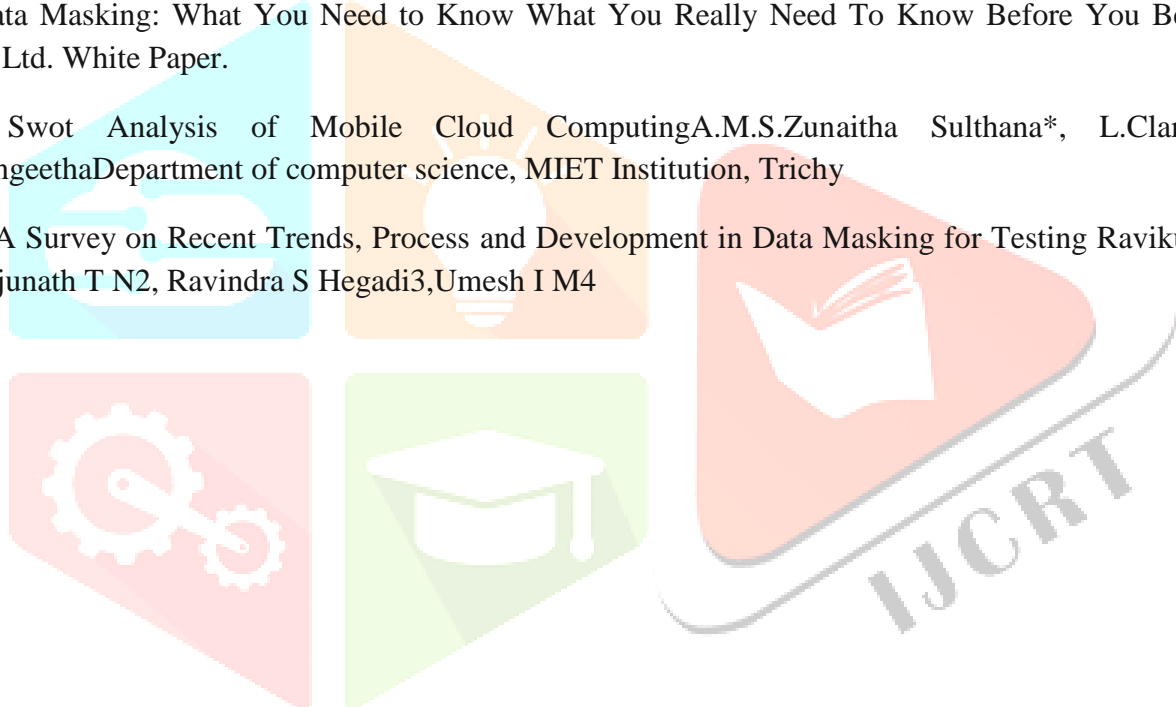 ata Masking: What You Need to Know What You Really Need To Know Before You Be
Ltd. White Paper.
Swot Analysis of Mobile Cloud ComputingA.M.S.Zunaitha Sulthana*, L.Clar
ngeethaDepartment of computer science, MIET Institution, Trichy
A Survey on Recent Trends, Process and Development in Data Masking for Testing Ravik
junath T N2, Ravindra S Hegadi3,Umesh I M4
IJCRT